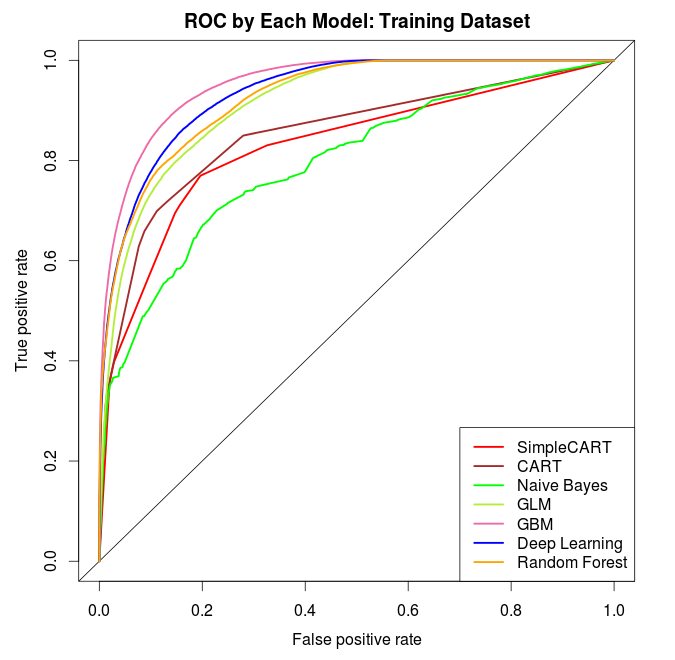 ROC by Each Model: Training Dataset
True positive rate
1.0
0.8
0.6
0.4
0.2
0.0
0.0 0.2 0.4 0.6 0.8 1.0
False positive rate
SimpleCART
CART
Naive Bayes
GLM
GBM
Deep Learning
Random Forest